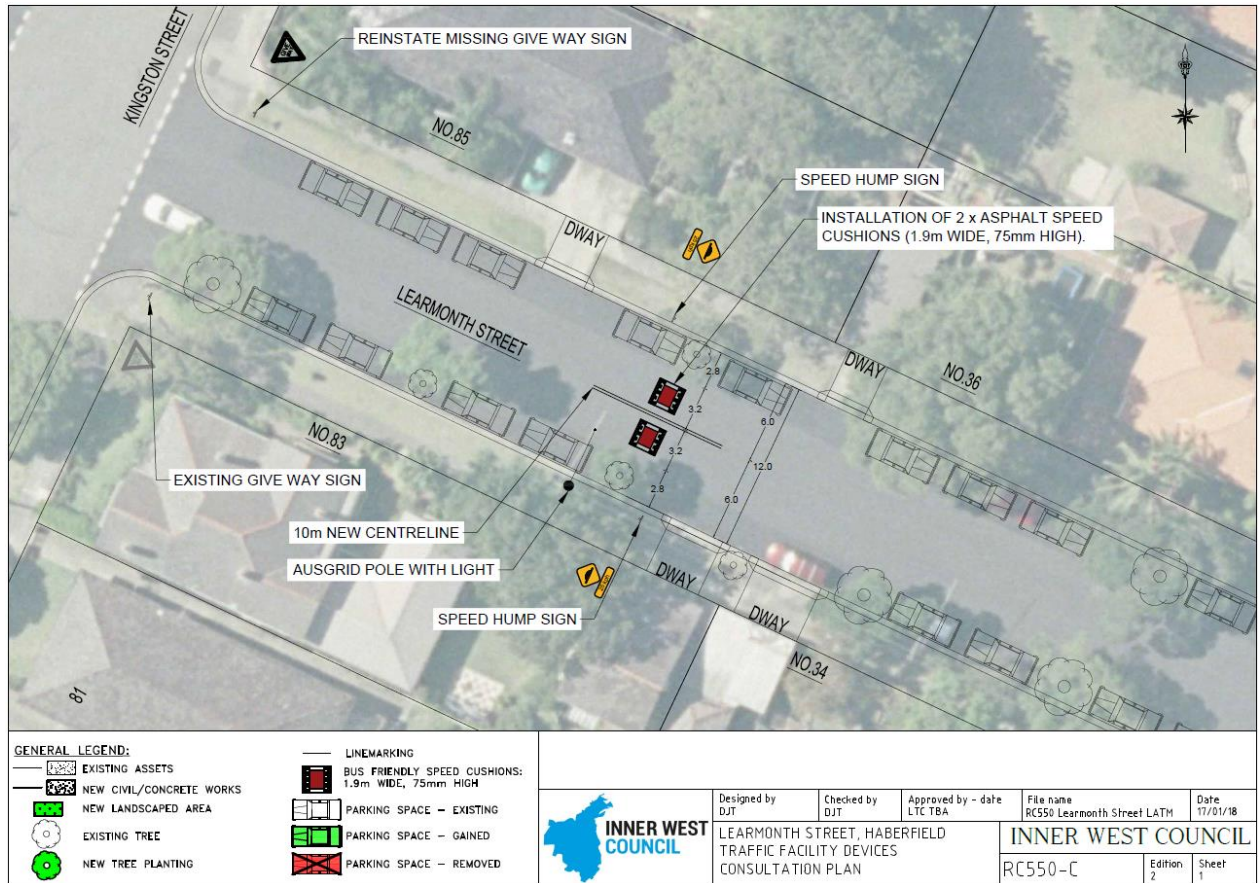 REINSTATE MISSING GIVE WAY SIGN
KINGSTON STREET
NO.85
SPEED HUMP SIGN
INSTALLATION OF 2 x ASPHALT SPEED
CUSHIONS (1.9m WIDE, 75mm HIGH).
DWAY
LEARMONTH STREET
DWAY
NO.36
2.8
3.2
6.0
3.2
12.0
2.8
6.0
NO.83
EXISTING GIVE WAY SIGN
10m NEW CENTRELINE
AUSGRID POLE WITH LIGHT
SPEED HUMP SIGN
DWAY
DWAY
NO.34
81
GENERAL LEGEND:
EXISTING ASSETS
NEW CIVIL/CONCRETE WORKS
NEW LANDSCAPED AREA
EXISTING TREE
NEW TREE PLANTING
LINEMARKING
BUS FRIENDLY SPEED CUSHIONS:
1.9m WIDE, 75mm HIGH
PARKING SPACE - EXISTING
PARKING SPACE - GAINED
PARKING SPACE - REMOVED
INNER WEST
COUNCIL
Designed by
DJT
Checked by
DJT
Approved by - date
LTC TBA
File name
RC550 Learmonth Street LATM
Date
17/01/18
LEARMONTH STREET, HABERFIELD
TRAFFIC FACILITY DEVICES
CONSULTATION PLAN
INNER WEST COUNCIL
RC550-C
Edition
2
Sheet
1